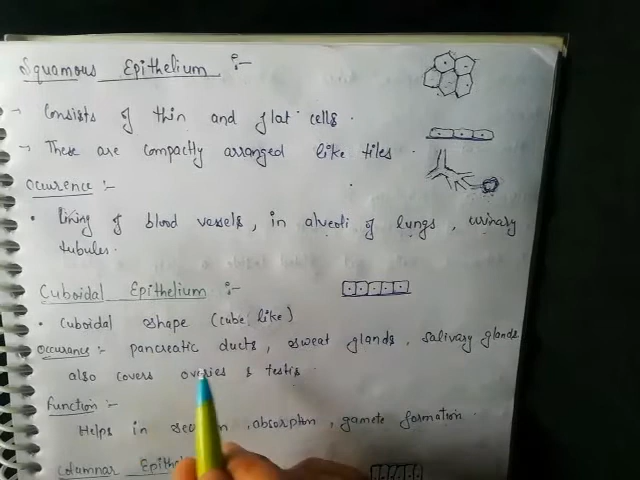 Squamous Epithelium :-
→ Consists of thin and flat cells.
→ These are compactly arranged like tiles.
Occurence :-
• Lining of blood vessels, in alveoli of lungs, urinary
tubules.
Cuboidal Epithelium :-
• Cuboidal shape (cube like)
Occurance :- pancreatic ducts, sweat glands, salivary glands
also covers ovaries & testis.
Function :-
Helps in absorption, gamete formation.
Columnar